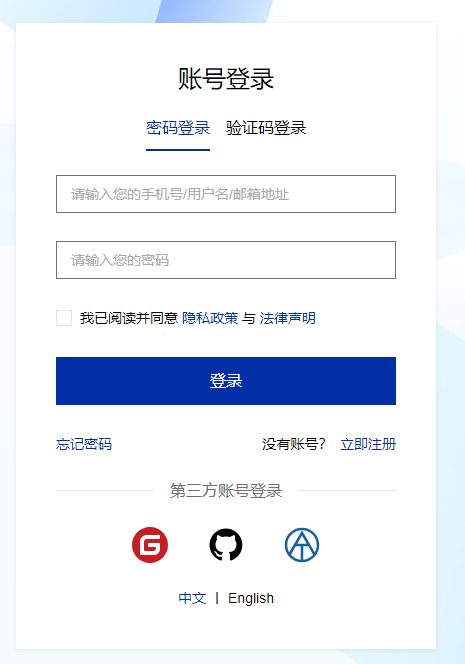 账号登录
密码登录 验证码登录
请输入您的手机号/用户名/邮箱地址
请输入您的密码
我已阅读并同意 隐私政策 与 法律声明
登录
忘记密码 没有账号？ 立即注册
第三方账号登录
中文 | English